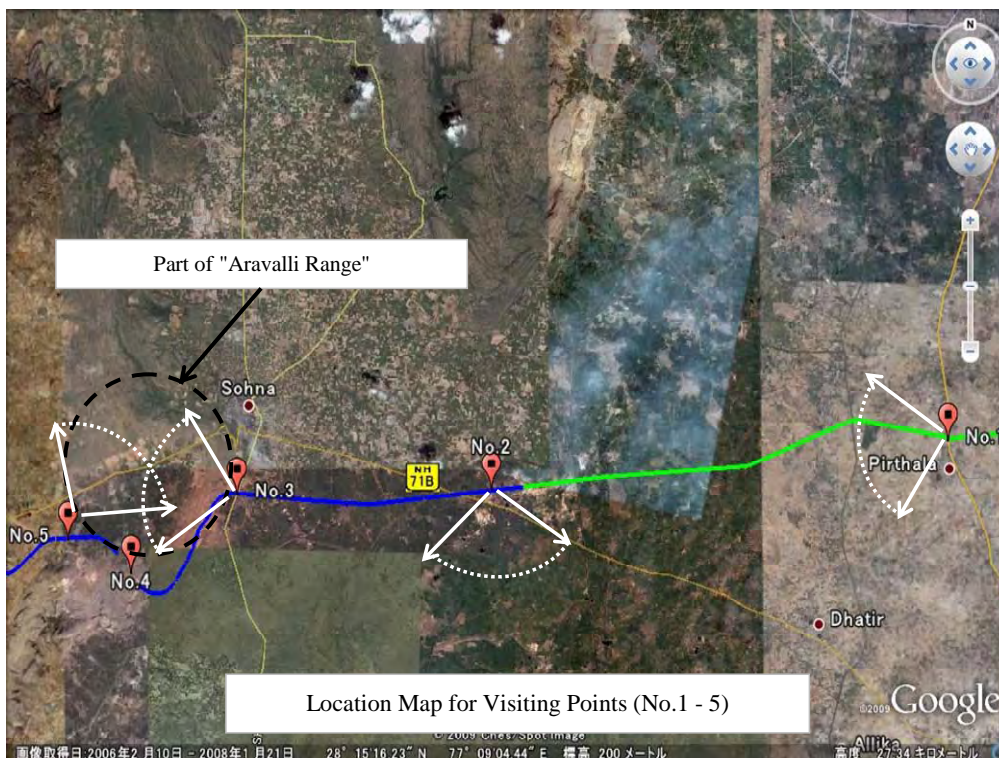 N
Part of "Aravalli Range"
Sohna
No.2
No.1
NH
71B
Pirthala
No.3
No.5
No.4
Dhatir
Location Map for Visiting Points (No.1 - 5)
©2009 Google
© 2009 Cnes/Spot Image
Allika
画像取得日:2006年2月10日 - 2008年1月21日 28° 15'16.23" N 77° 09'04.44" E 標高 200 メートル 高度 27.34 キロメートル